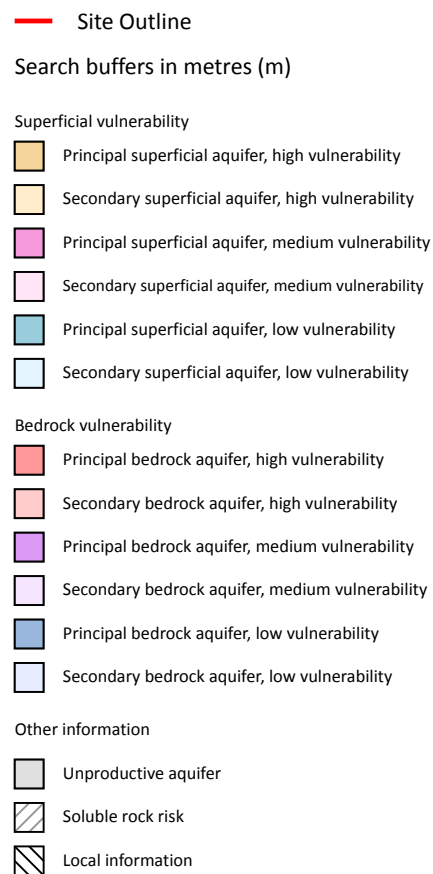 Site Outline
Search buffers in metres (m)
Superficial vulnerability
Principal superficial aquifer, high vulnerability
Secondary superficial aquifer, high vulnerability
Principal superficial aquifer, medium vulnerability
Secondary superficial aquifer, medium vulnerability
Principal superficial aquifer, low vulnerability
Secondary superficial aquifer, low vulnerability
Bedrock vulnerability
Principal bedrock aquifer, high vulnerability
Secondary bedrock aquifer, high vulnerability
Principal bedrock aquifer, medium vulnerability
Secondary bedrock aquifer, medium vulnerability
Principal bedrock aquifer, low vulnerability
Secondary bedrock aquifer, low vulnerability
Other information
Unproductive aquifer
Soluble rock risk
Local information